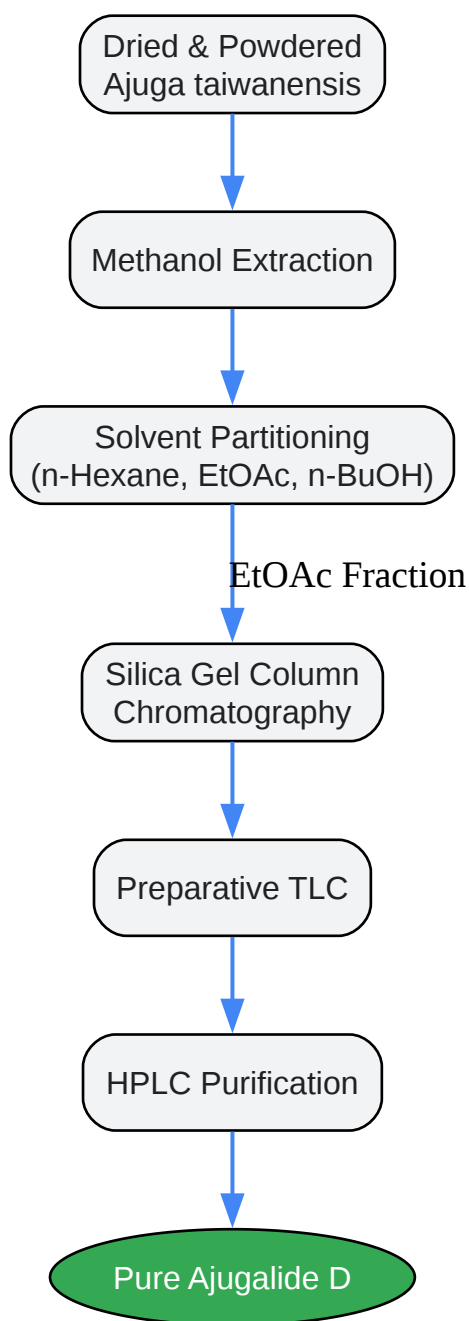 Dried & Powdered
Ajuga taiwanensis
Methanol Extraction
Solvent Partitioning
(n-Hexane, EtOAc, n-BuOH)
EtOAc Fraction
Silica Gel Column
Chromatography
Preparative TLC
HPLC Purification
Pure Ajugalide D